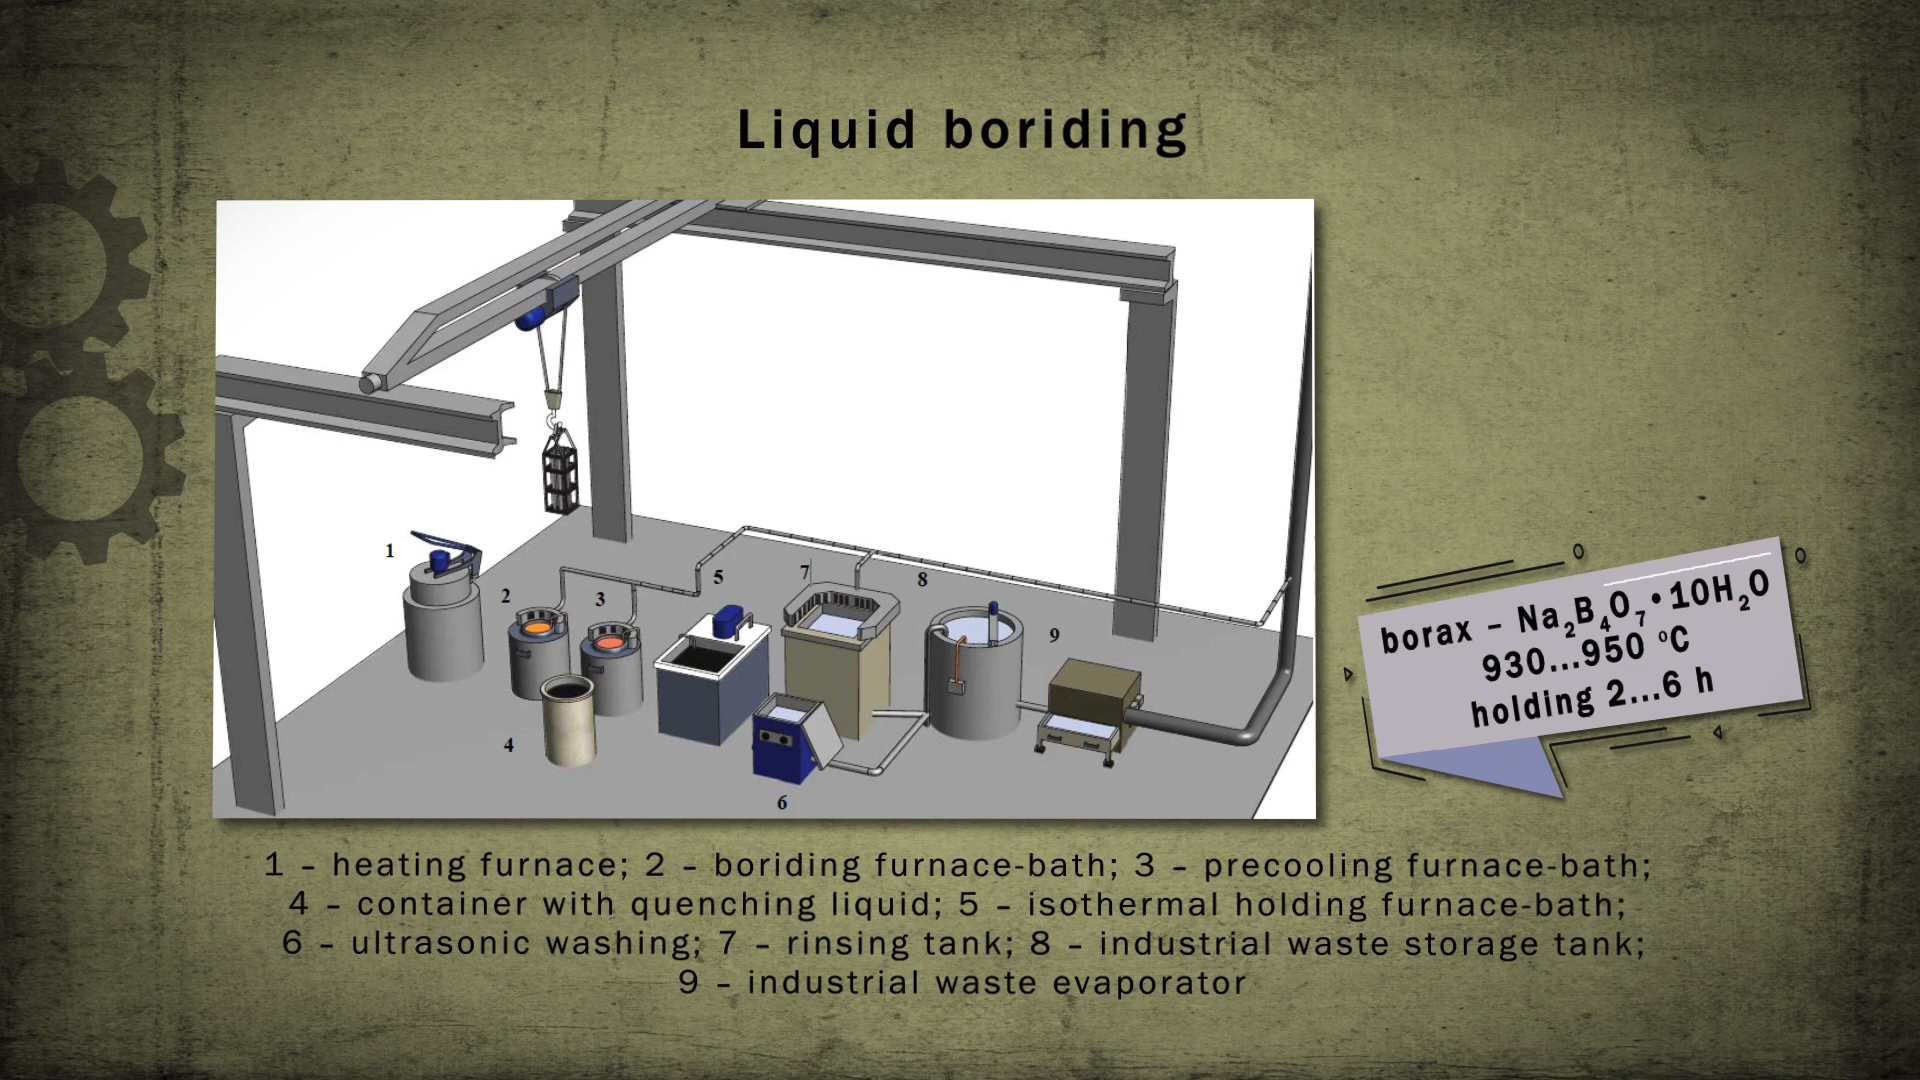 Liquid boriding
1
2
3
4
5
6
7
8
9
borax – Na₂B₄O₇•10H₂O
930...950 ⁰C
holding 2...6 h
1 – heating furnace; 2 – boriding furnace-bath; 3 – precooling furnace-bath;
4 – container with quenching liquid; 5 – isothermal holding furnace-bath;
6 – ultrasonic washing; 7 – rinsing tank; 8 – industrial waste storage tank;
9 – industrial waste evaporator